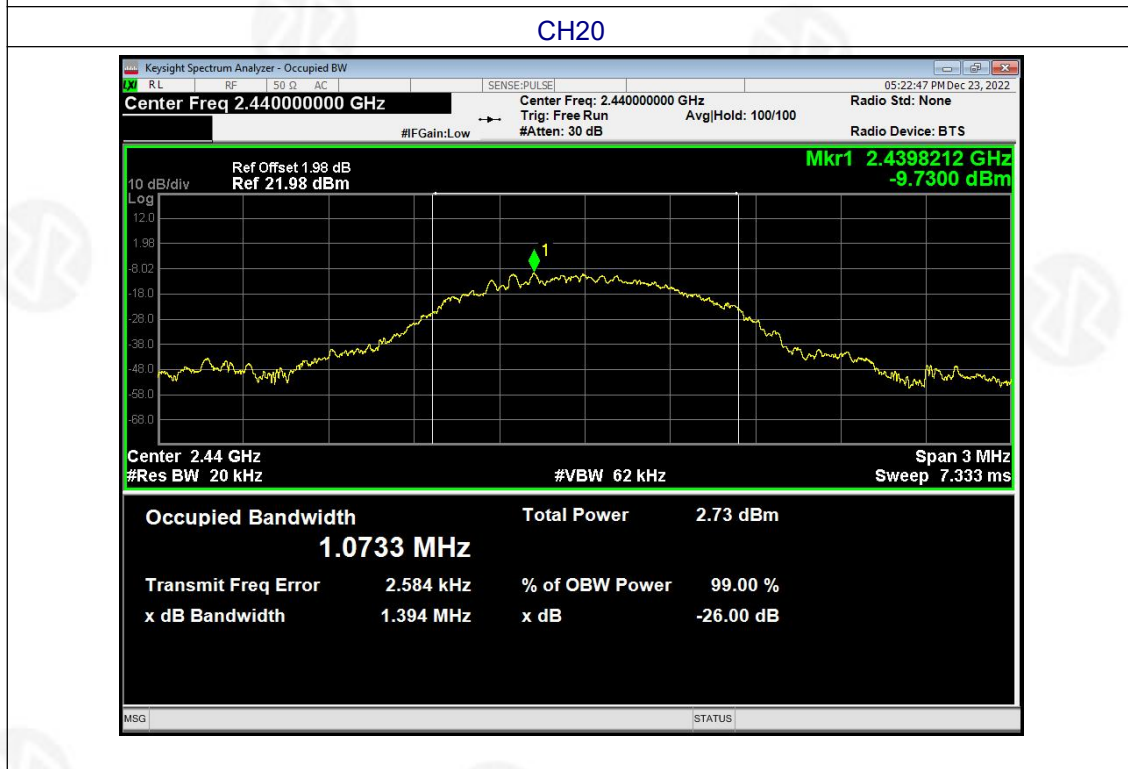 CH20
Keysight Spectrum Analyzer - Occupied BW
LXI RL RF 50 Ω AC SENSE:PULSE 05:22:47 PM Dec 23, 2022
Center Freq 2.440000000 GHz Center Freq: 2.440000000 GHz Radio Std: None
Trig: Free Run Avg|Hold: 100/100
#IFGain:Low #Atten: 30 dB Radio Device: BTS
Mkr1 2.4398212 GHz
Ref Offset 1.98 dB
10 dB/div Ref 21.98 dBm -9.7300 dBm
Log
12.0
1.98
1
-8.02
-18.0
-28.0
-38.0
-48.0
-58.0
-68.0
Center 2.44 GHz Span 3 MHz
#Res BW 20 kHz #VBW 62 kHz Sweep 7.333 ms
Occupied Bandwidth Total Power 2.73 dBm
1.0733 MHz
Transmit Freq Error 2.584 kHz % of OBW Power 99.00 %
x dB Bandwidth 1.394 MHz x dB -26.00 dB
MSG STATUS